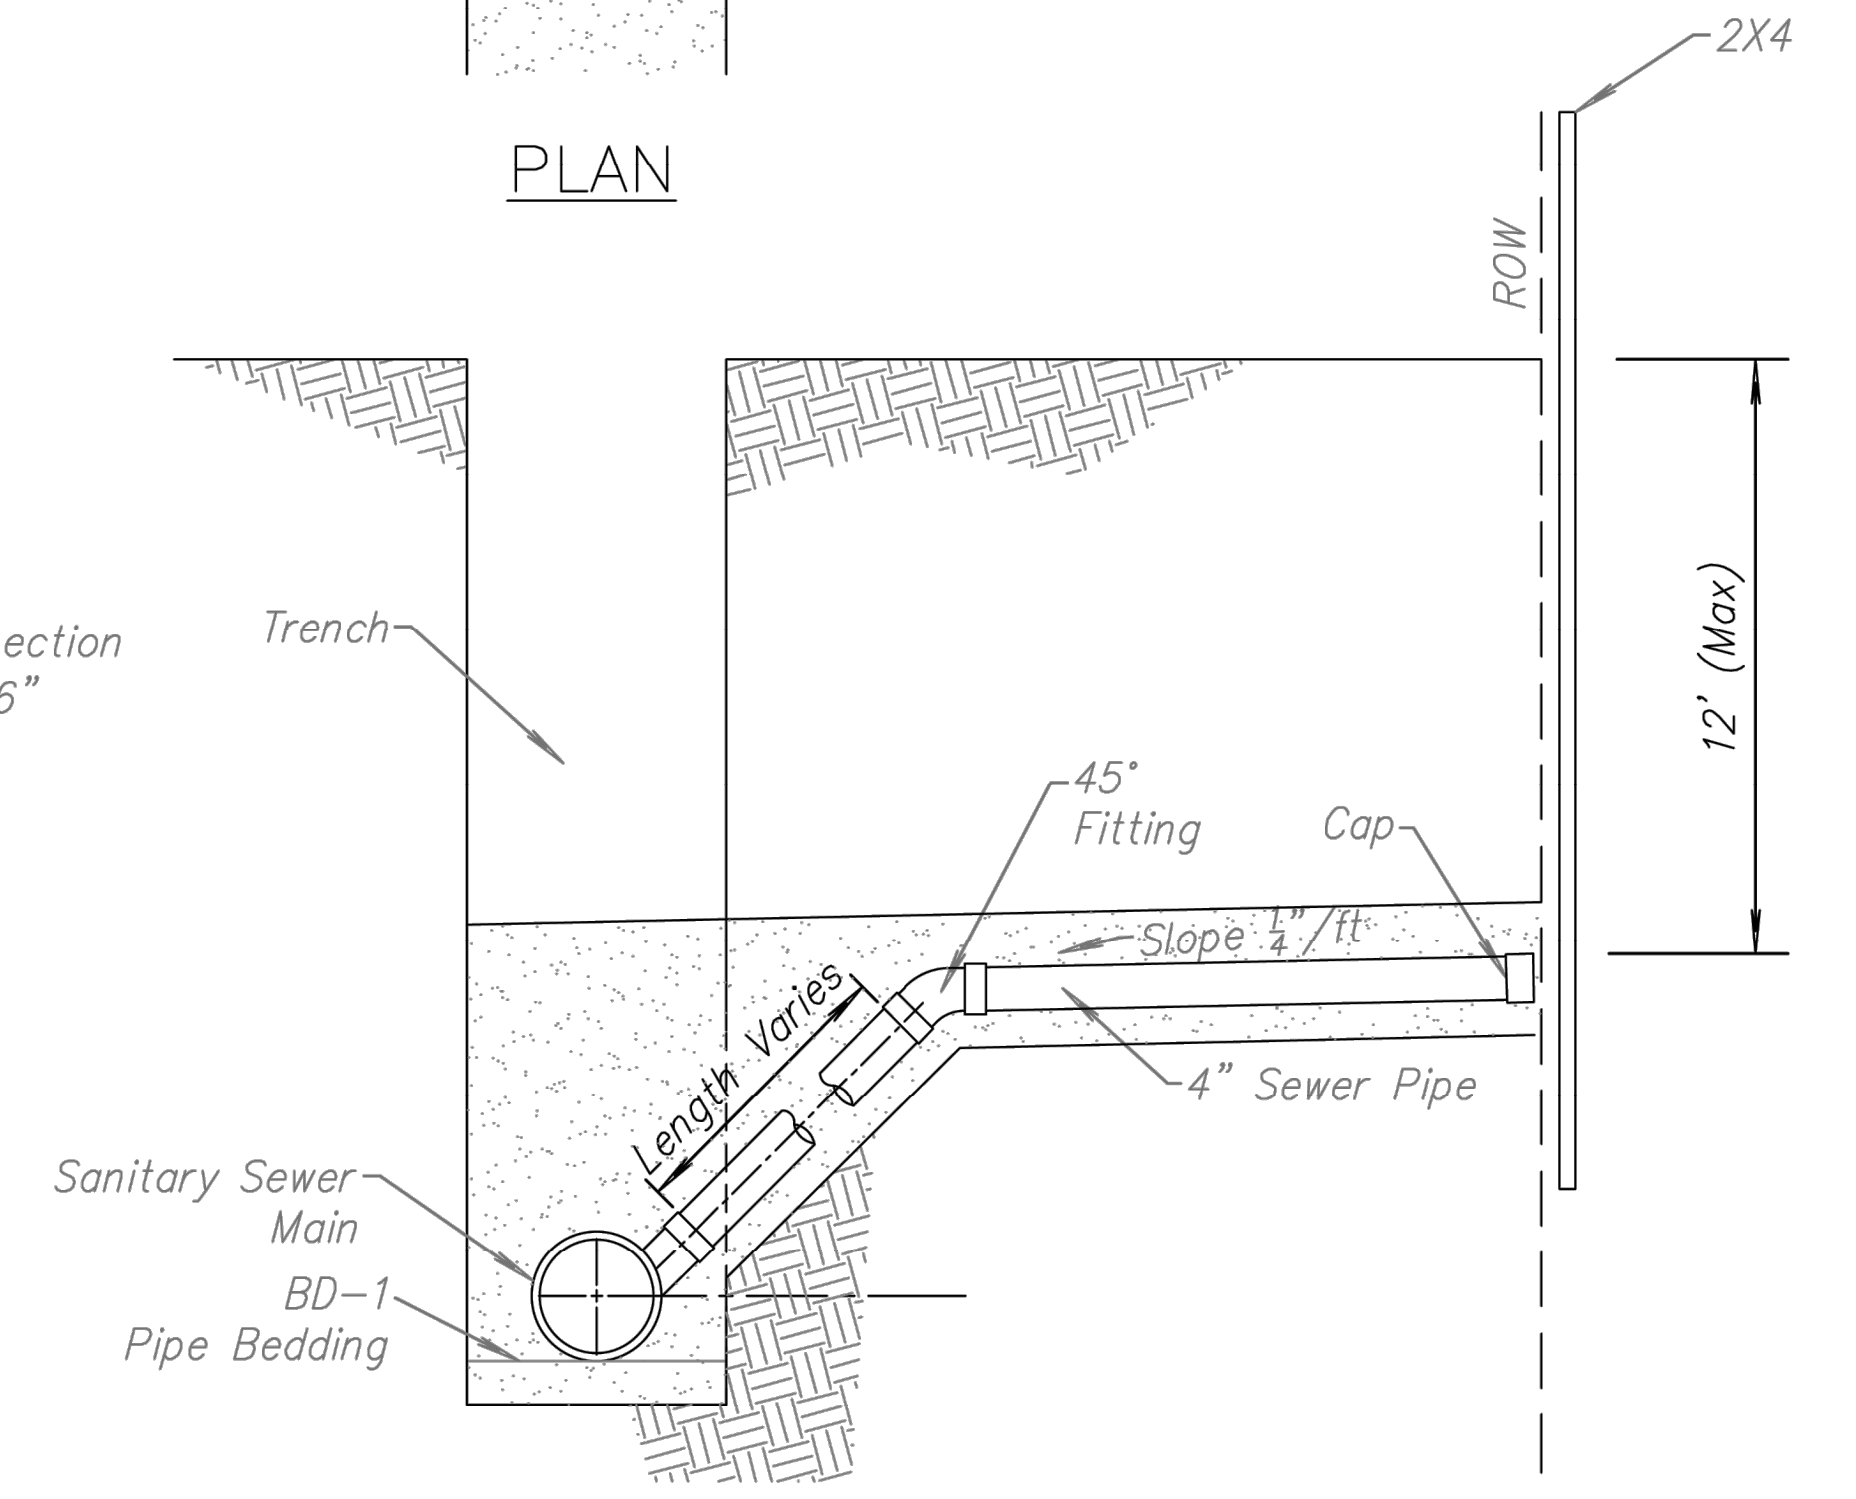 2X4
PLAN
ROW
ection
6”
Trench
12' (Max)
45°
Fitting
Cap
Slope 1/4”/ft
Length Varies
4” Sewer Pipe
Sanitary Sewer
Main
BD-1
Pipe Bedding